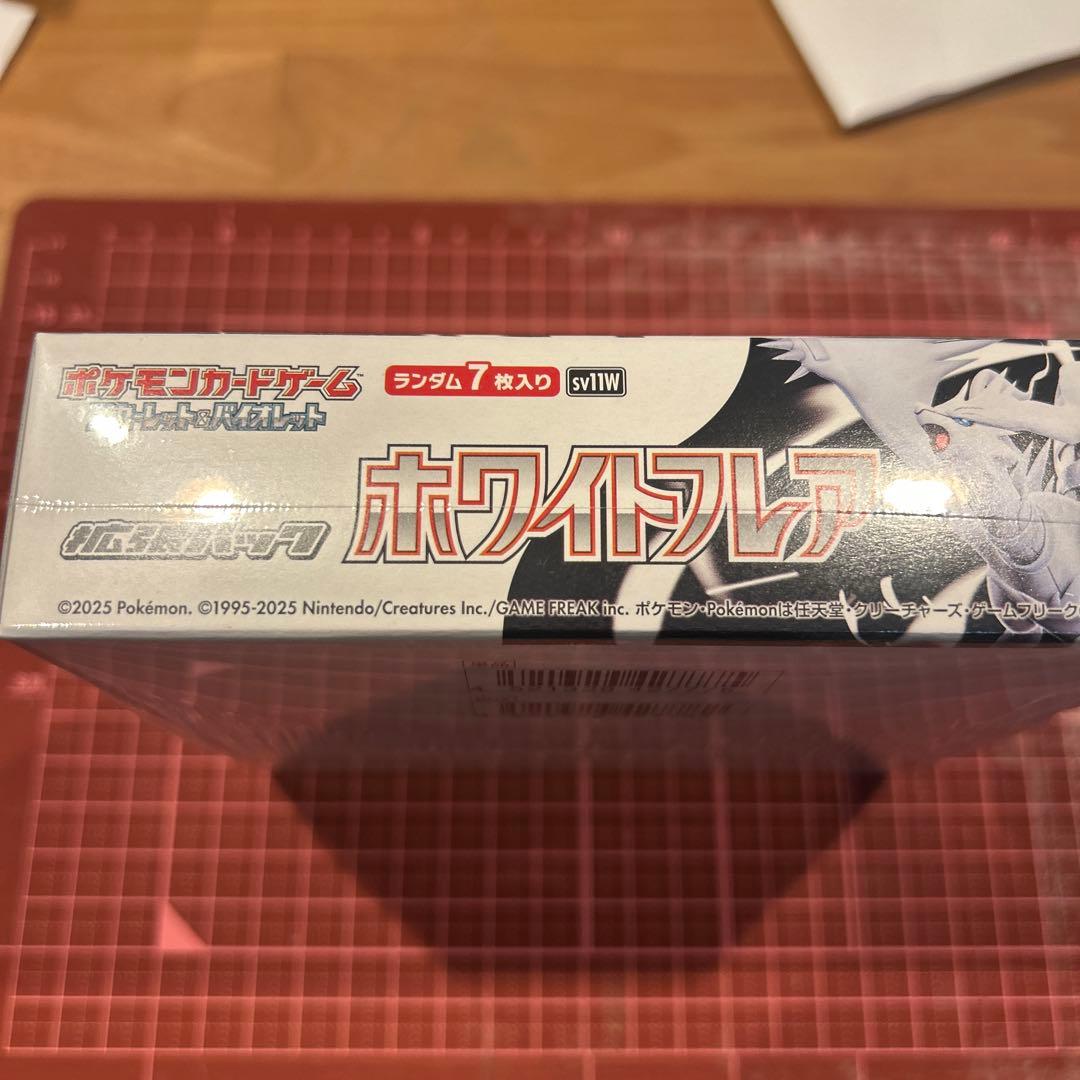 ポケモンカードゲーム™
スカーレット&バイオレット
ランダム7枚入り sv11W
拡張パック
ホワイトフレア
©2025 Pokémon. ©1995-2025 Nintendo/Creatures Inc./GAME FREAK inc. ポケモン・Pokémonは任天堂・クリーチャーズ・ゲームフリーク